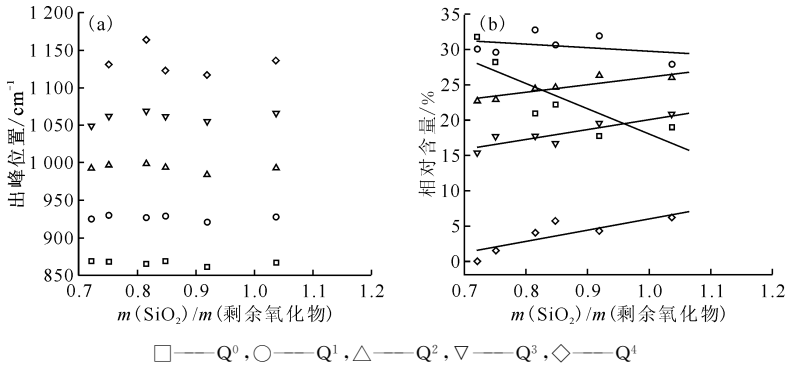 (a)
出峰位置/cm⁻¹
1 200
1 150
1 100
1 050
1 000
950
900
850
0.7 0.8 0.9 1.0 1.1 1.2
m(SiO₂)/m(剩余氧化物)
(b)
相对含量/%
35
30
25
20
15
10
5
0
0.7 0.8 0.9 1.0 1.1 1.2
m(SiO₂)/m(剩余氧化物)
□——Q⁰,○——Q¹,△——Q²,▽——Q³,◇——Q⁴